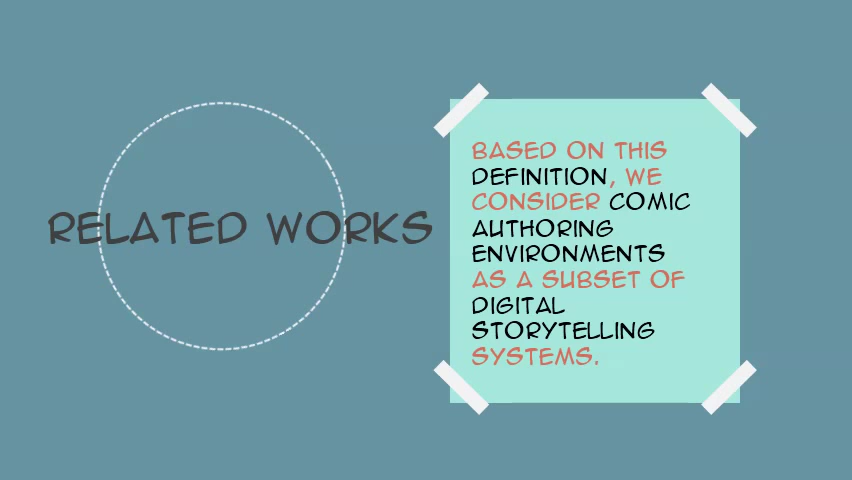 RELATED WORKS
BASED ON THIS
DEFINITION, WE
CONSIDER COMIC
AUTHORING
ENVIRONMENTS
AS A SUBSET OF
DIGITAL
STORYTELLING
SYSTEMS.